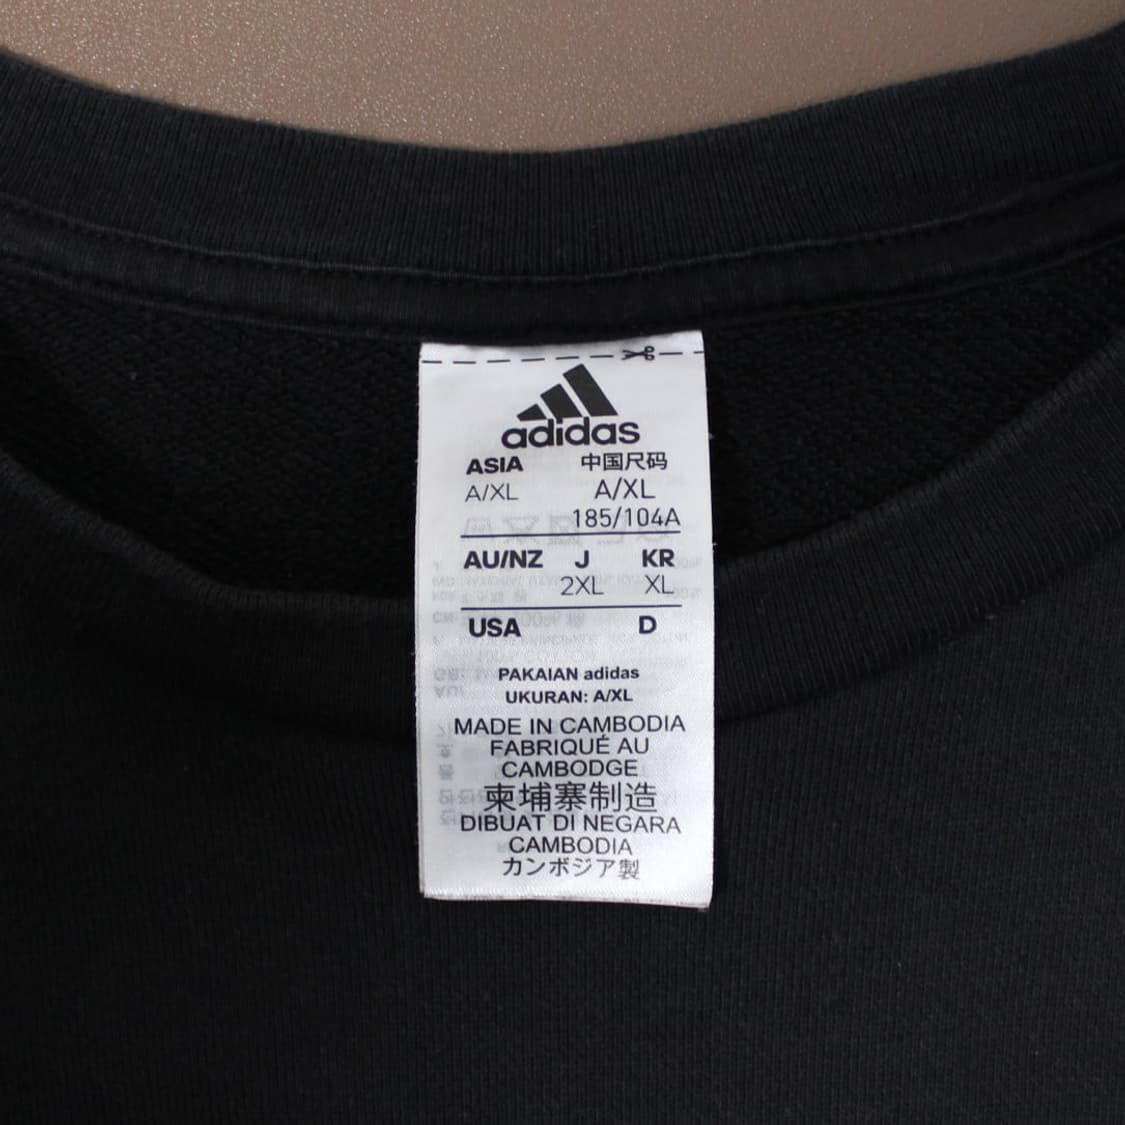 adidas
ASIA 中国尺码
A/XL A/XL
185/104A
AU/NZ J KR
2XL XL
USA D
PAKAIAN adidas
UKURAN: A/XL
MADE IN CAMBODIA
FABRIQUÉ AU
CAMBODGE
柬埔寨制造
DIBUAT DI NEGARA
CAMBODIA
カンボジア製